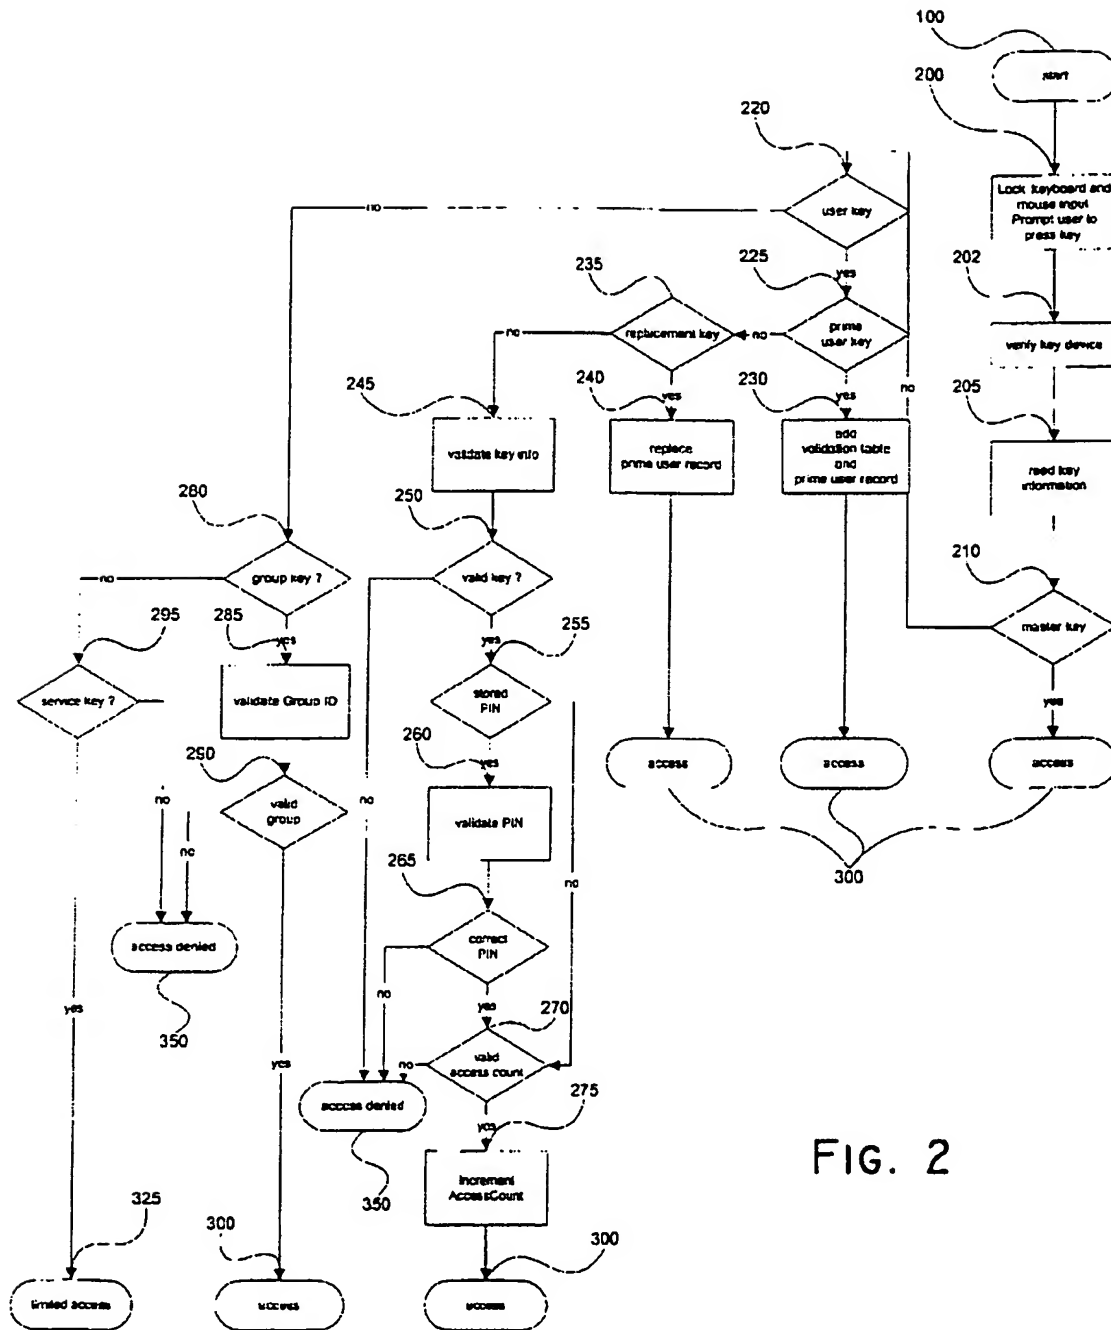 100
start
200
220
Lock keyboard and
mouse input
Prompt user to
press key
user key
no
yes
202
235
225
replacement key
no
prime
user key
no
verify key device
no
245
240
yes
230
yes
205
validate key info
replace
prime user record
add
validation table
and
prime user record
read key
information
280
250
210
no
group key ?
valid key ?
master key
295
285
yes
yes
255
yes
service key ?
validate Group ID
stored
PIN
290
260
yes
access
access
access
no
no
valid
group
no
validate PIN
no
300
265
access denied
correct
PIN
no
yes
350
yes
270
yes
no
valid
access count
access denied
275
yes
350
Increment
AccessCount
FIG. 2
325
300
300
limited access
access
access